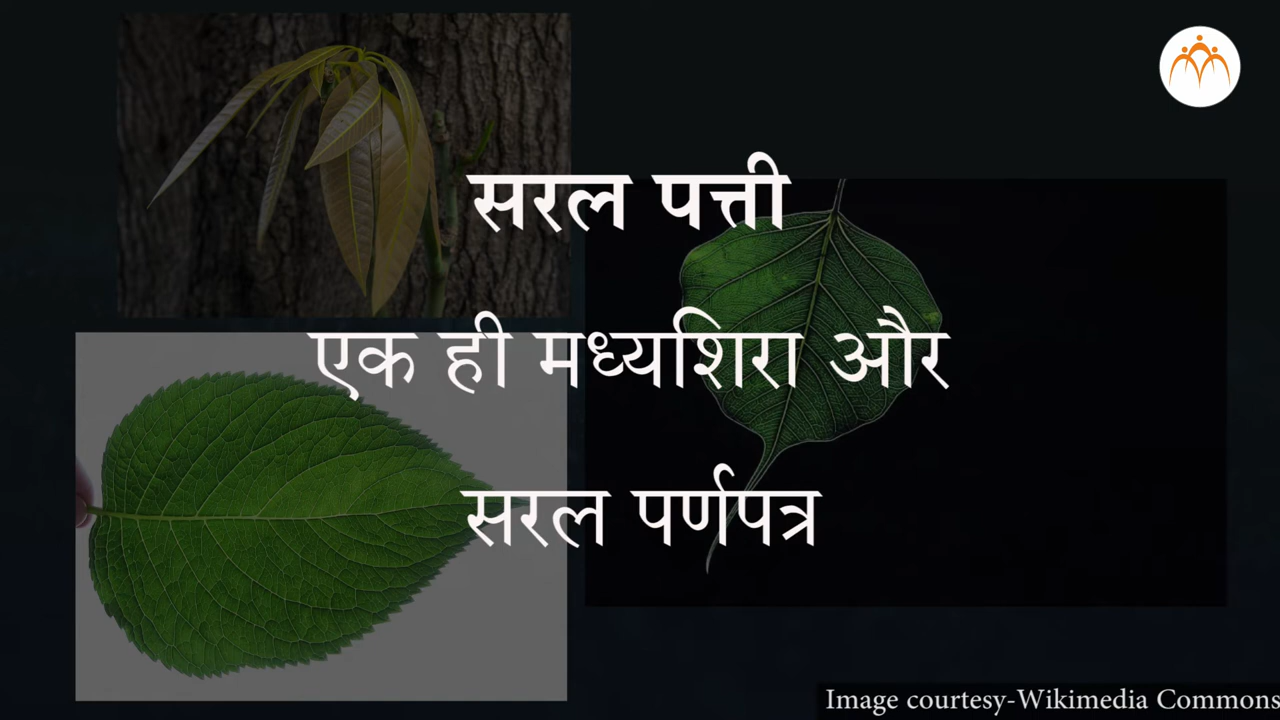 सरल पत्ती
एक ही मध्यशिरा और
सरल पर्णपत्र
Image courtesy-Wikimedia Commons